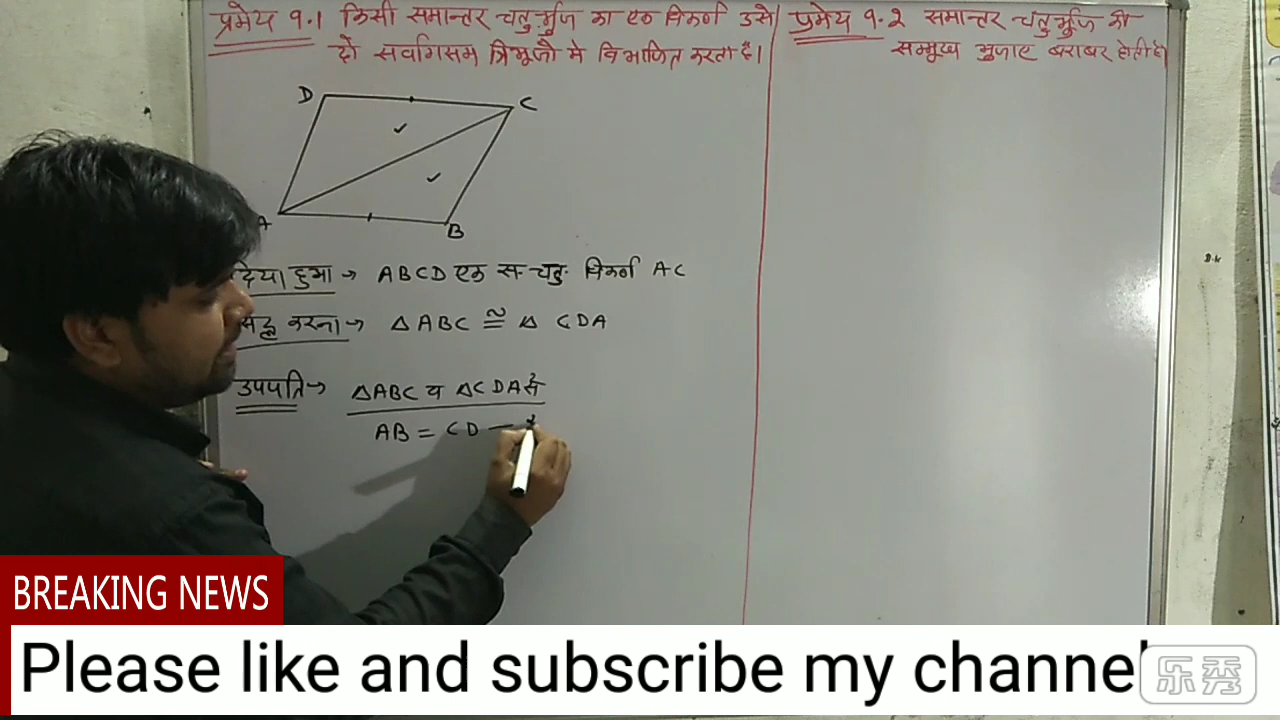 प्रमेय ९.1 किसी समान्तर चतुर्भुज का एक विकर्ण उसे
दो सर्वांगसम त्रिभुजो मे विभाजित करता है।
प्रमेय ९.2 समान्तर चतुर्भुज की
सम्मुख भुजाए बराबर होती है।
D
C
A
B
दिया हुआ → ABCD एक स. चतु. विकर्ण AC
सिद्ध करना → △ ABC ≅ △ CDA
उपपति → △ABC व △CDA से
AB = CD —
BREAKING NEWS
Please like and subscribe my channel
乐秀